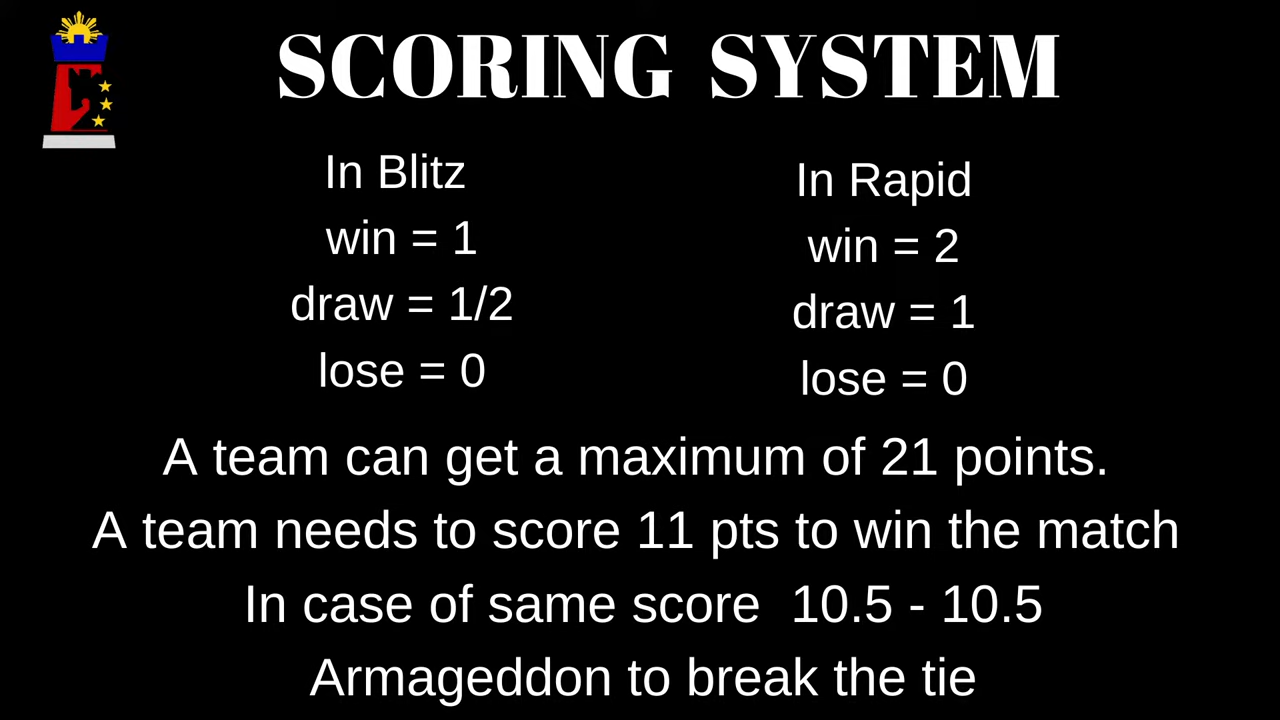 SCORING SYSTEM
In Blitz
win = 1
draw = 1/2
lose = 0
In Rapid
win = 2
draw = 1
lose = 0
A team can get a maximum of 21 points.
A team needs to score 11 pts to win the match
In case of same score 10.5 - 10.5
Armageddon to break the tie